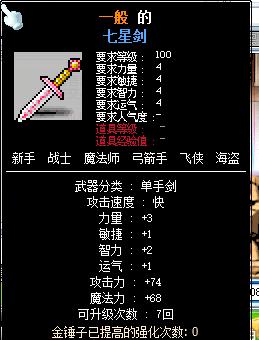 一般 的
七星剑
要求等级： 100
要求力量： 4
要求敏捷： 4
要求智力： 4
要求运气： 4
要求人气度：-
道具等级 ： -
道具经验值 ： -
新手 战士 魔法师 弓箭手 飞侠 海盗
武器分类 ： 单手剑
攻击速度 ： 快
力量 ： +3
敏捷 ： +1
智力 ： +2
运气 ： +1
攻击力 ： +74
魔法力 ： +68
可升级次数 ： 7回
金锤子已提高的强化次数: 0